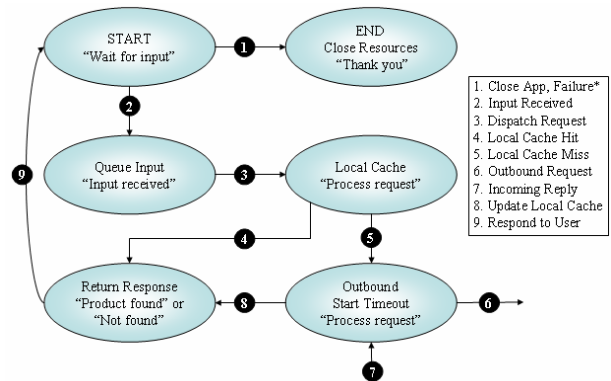 START
“Wait for input”
1
END
Close Resources
“Thank you”
2
Queue Input
“Input received”
3
Local Cache
“Process request”
1. Close App, Failure*
2. Input Received
3. Dispatch Request
4. Local Cache Hit
5. Local Cache Miss
6. Outbound Request
7. Incoming Reply
8. Update Local Cache
9. Respond to User
9
4
5
Return Response
“Product found” or
“Not found”
8
Outbound
Start Timeout
“Process request”
6
7